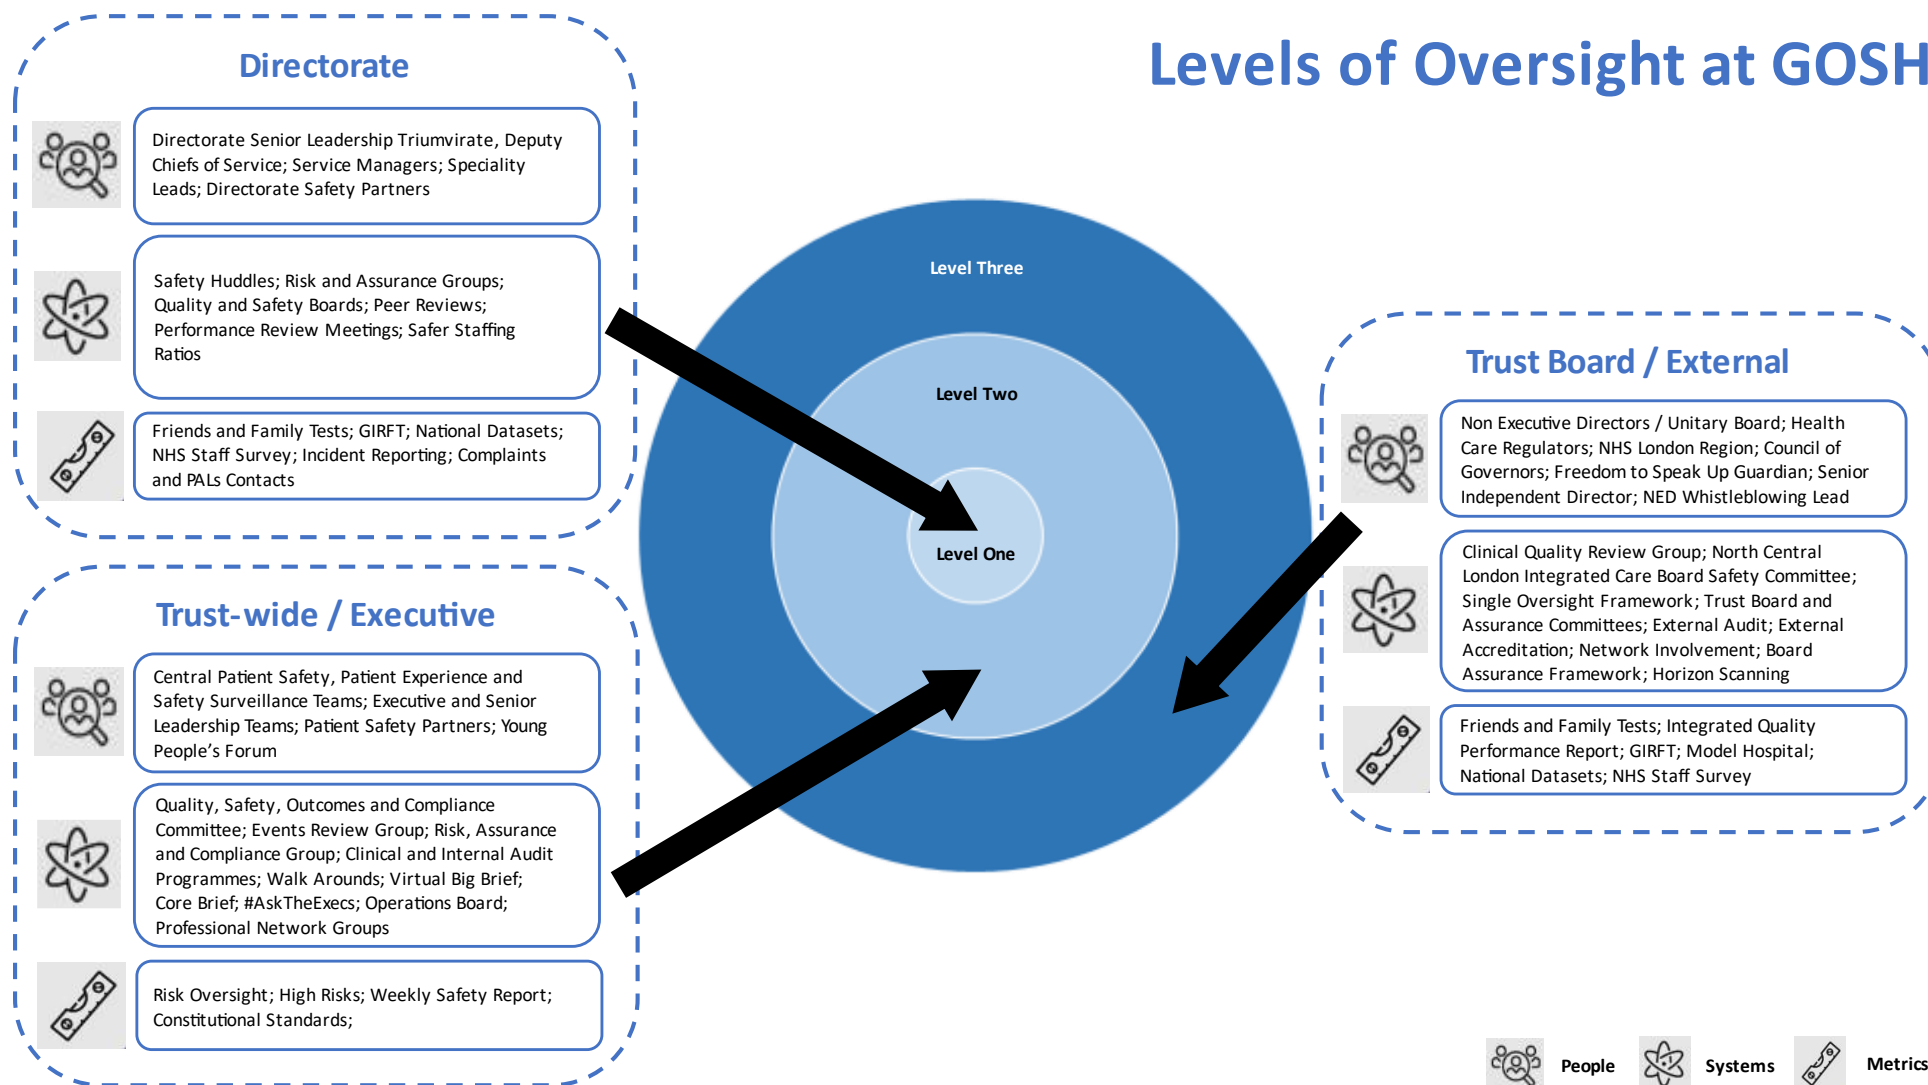 Levels of Oversight at GOSH
Directorate
Directorate Senior Leadership Triumvirate, Deputy
Chiefs of Service; Service Managers; Speciality
Leads; Directorate Safety Partners
Safety Huddles; Risk and Assurance Groups;
Quality and Safety Boards; Peer Reviews;
Performance Review Meetings; Safer Staffing
Ratios
Friends and Family Tests; GIRFT; National Datasets;
NHS Staff Survey; Incident Reporting; Complaints
and PALs Contacts
Trust-wide / Executive
Central Patient Safety, Patient Experience and
Safety Surveillance Teams; Executive and Senior
Leadership Teams; Patient Safety Partners; Young
People’s Forum
Quality, Safety, Outcomes and Compliance
Committee; Events Review Group; Risk, Assurance
and Compliance Group; Clinical and Internal Audit
Programmes; Walk Arounds; Virtual Big Brief;
Core Brief; #AskTheExecs; Operations Board;
Professional Network Groups
Risk Oversight; High Risks; Weekly Safety Report;
Constitutional Standards;
Level Three
Level Two
Level One
Trust Board / External
Non Executive Directors / Unitary Board; Health
Care Regulators; NHS London Region; Council of
Governors; Freedom to Speak Up Guardian; Senior
Independent Director; NED Whistleblowing Lead
Clinical Quality Review Group; North Central
London Integrated Care Board Safety Committee;
Single Oversight Framework; Trust Board and
Assurance Committees; External Audit; External
Accreditation; Network Involvement; Board
Assurance Framework; Horizon Scanning
Friends and Family Tests; Integrated Quality
Performance Report; GIRFT; Model Hospital;
National Datasets; NHS Staff Survey
People
Systems
Metrics